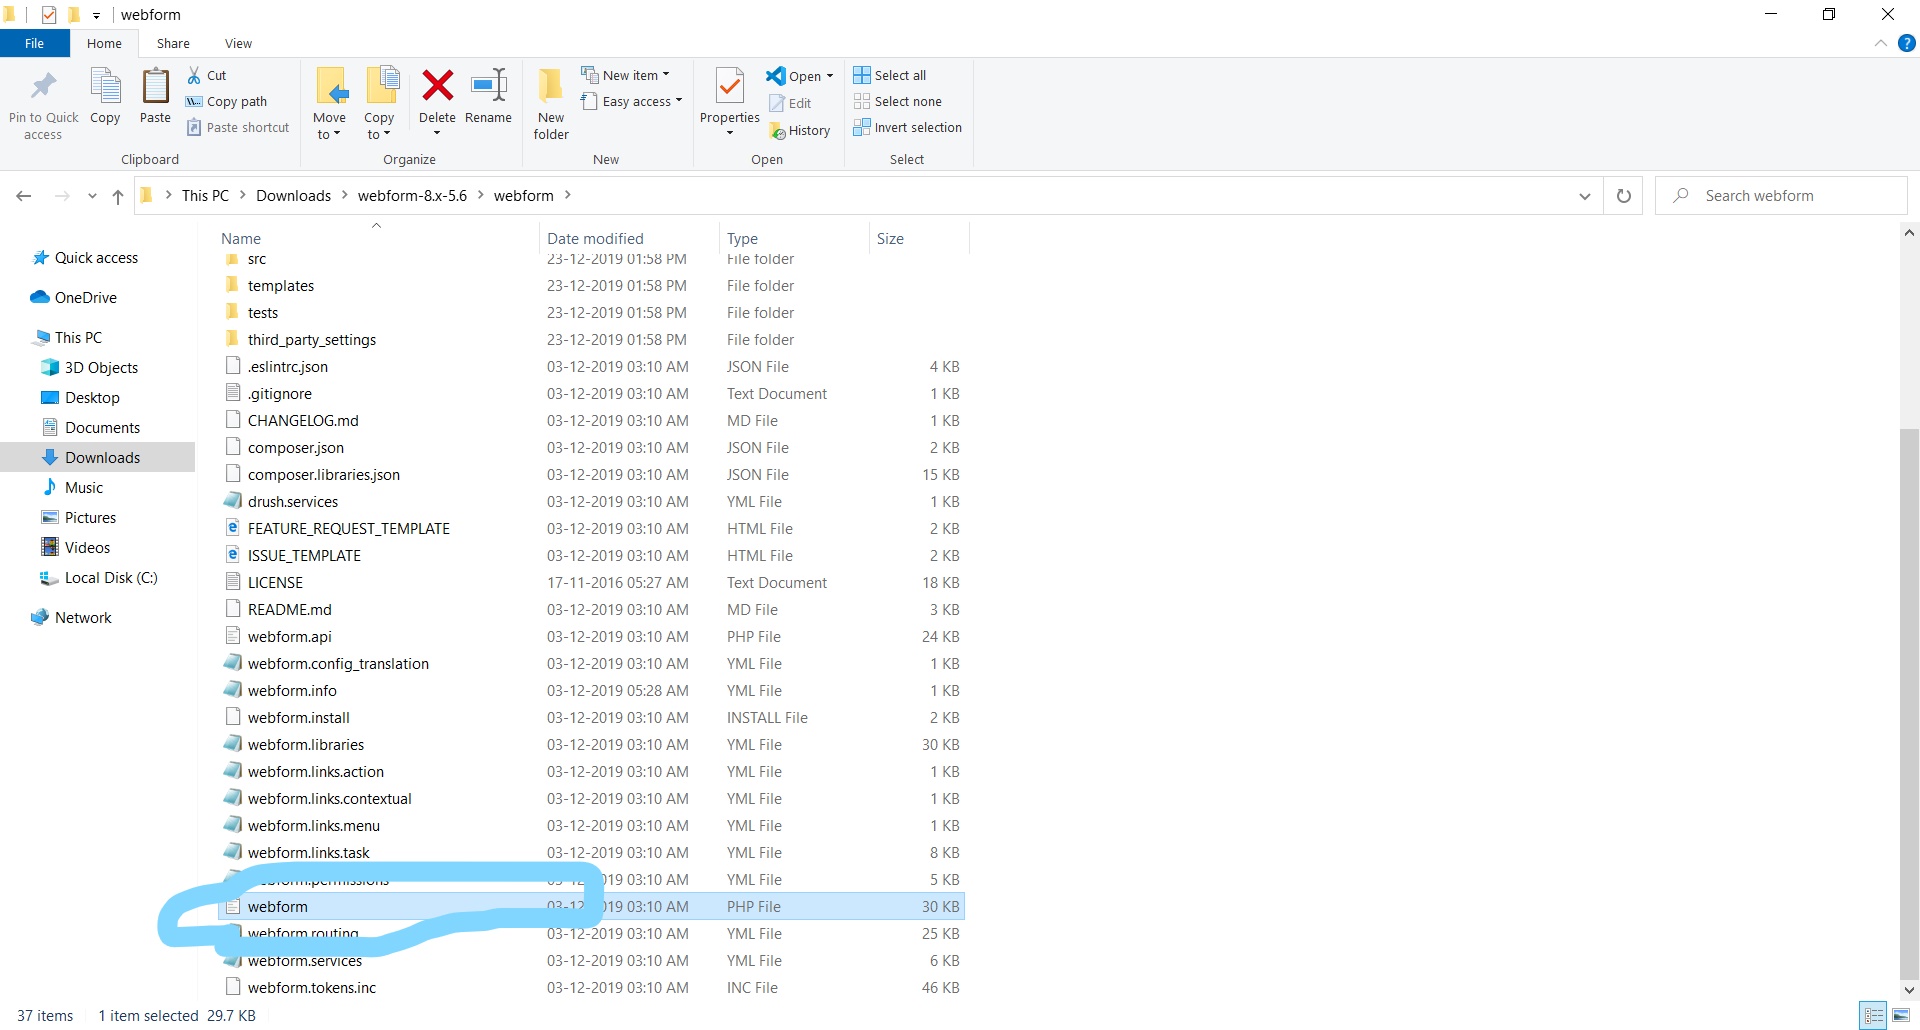 webform
File Home Share View
Pin to Quick access
Copy
Paste
Cut
Copy path
Paste shortcut
Clipboard
Move to
Copy to
Delete
Rename
Organize
New folder
New item
Easy access
New
Properties
Open
Edit
History
Open
Select all
Select none
Invert selection
Select
This PC > Downloads > webform-8.x-5.6 > webform >
Search webform
Quick access
OneDrive
This PC
3D Objects
Desktop
Documents
Downloads
Music
Pictures
Videos
Local Disk (C:)
Network
Name Date modified Type Size
src 23-12-2019 01:58 PM File folder
templates 23-12-2019 01:58 PM File folder
tests 23-12-2019 01:58 PM File folder
third_party_settings 23-12-2019 01:58 PM File folder
.eslintrc.json 03-12-2019 03:10 AM JSON File 4 KB
.gitignore 03-12-2019 03:10 AM Text Document 1 KB
CHANGELOG.md 03-12-2019 03:10 AM MD File 1 KB
composer.json 03-12-2019 03:10 AM JSON File 2 KB
composer.libraries.json 03-12-2019 03:10 AM JSON File 15 KB
drush.services 03-12-2019 03:10 AM YML File 1 KB
FEATURE_REQUEST_TEMPLATE 03-12-2019 03:10 AM HTML File 2 KB
ISSUE_TEMPLATE 03-12-2019 03:10 AM HTML File 2 KB
LICENSE 17-11-2016 05:27 AM Text Document 18 KB
README.md 03-12-2019 03:10 AM MD File 3 KB
webform.api 03-12-2019 03:10 AM PHP File 24 KB
webform.config_translation 03-12-2019 03:10 AM YML File 1 KB
webform.info 03-12-2019 05:28 AM YML File 1 KB
webform.install 03-12-2019 03:10 AM INSTALL File 2 KB
webform.libraries 03-12-2019 03:10 AM YML File 30 KB
webform.links.action 03-12-2019 03:10 AM YML File 1 KB
webform.links.contextual 03-12-2019 03:10 AM YML File 1 KB
webform.links.menu 03-12-2019 03:10 AM YML File 1 KB
webform.links.task 03-12-2019 03:10 AM YML File 8 KB
webform.permissions 03-12-2019 03:10 AM YML File 5 KB
webform 03-12-2019 03:10 AM PHP File 30 KB
webform.routing 03-12-2019 03:10 AM YML File 25 KB
webform.services 03-12-2019 03:10 AM YML File 6 KB
webform.tokens.inc 03-12-2019 03:10 AM INC File 46 KB
37 items 1 item selected 29.7 KB